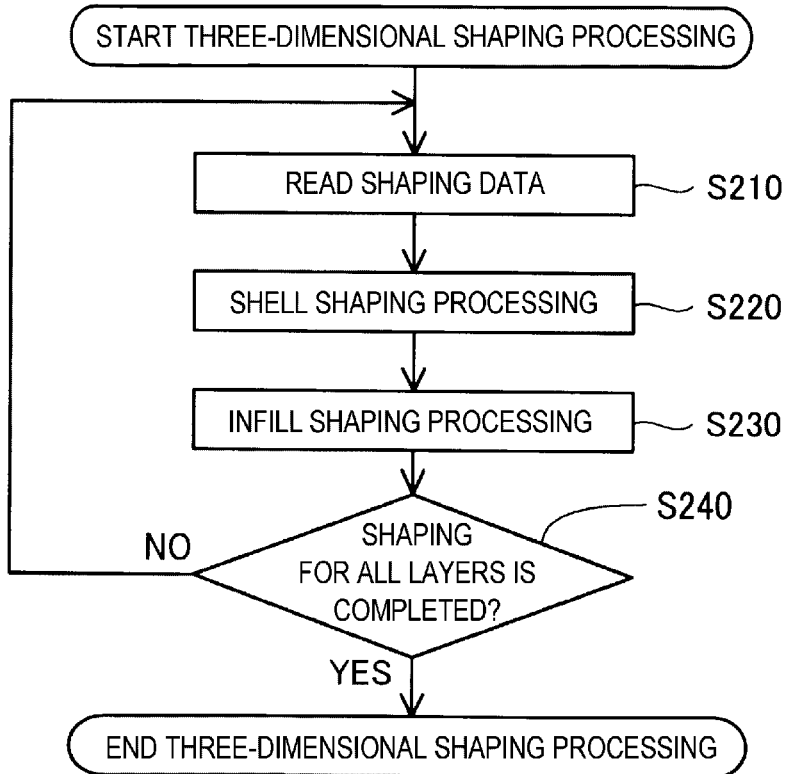 START THREE-DIMENSIONAL SHAPING PROCESSING
READ SHAPING DATA
S210
SHELL SHAPING PROCESSING
S220
INFILL SHAPING PROCESSING
S230
S240
NO
SHAPING
FOR ALL LAYERS IS
COMPLETED?
YES
END THREE-DIMENSIONAL SHAPING PROCESSING